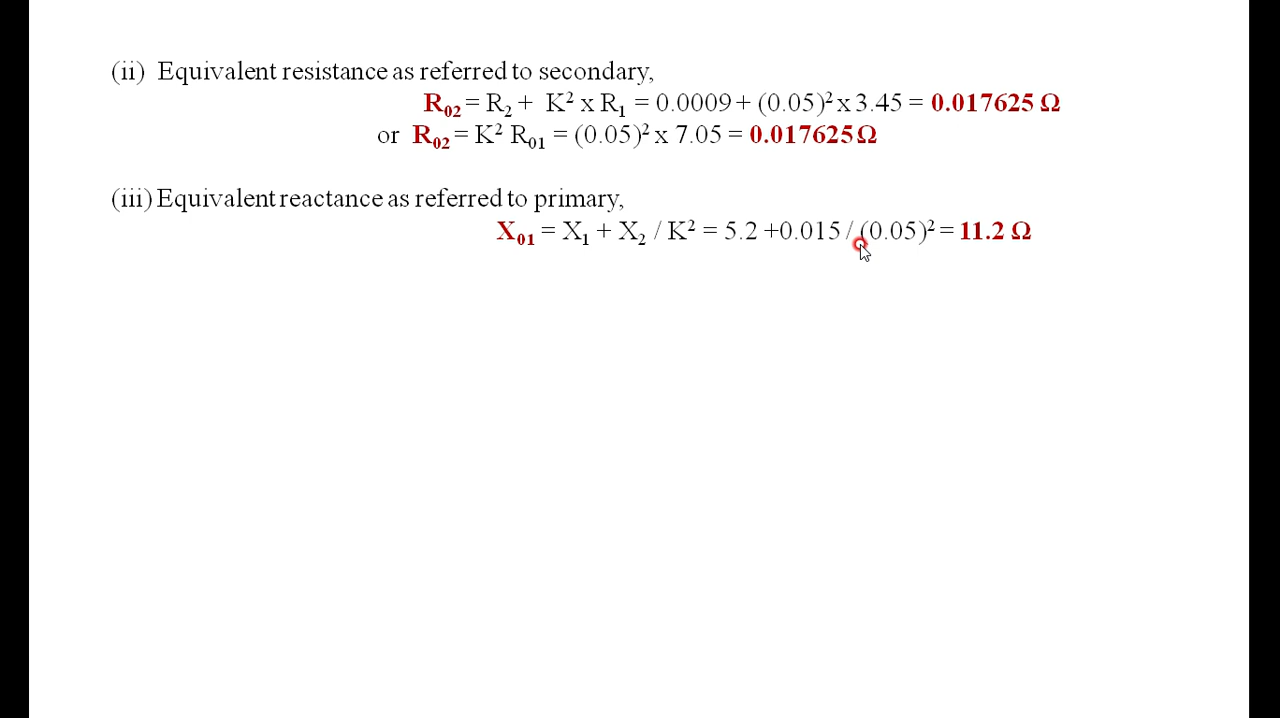 (ii) Equivalent resistance as referred to secondary,
R₀₂ = R₂ + K² x R₁ = 0.0009 + (0.05)² x 3.45 = 0.017625 Ω
or R₀₂ = K² R₀₁ = (0.05)² x 7.05 = 0.017625 Ω
(iii) Equivalent reactance as referred to primary,
X₀₁ = X₁ + X₂ / K² = 5.2 +0.015 / (0.05)² = 11.2 Ω